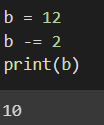 b = 12
b -= 2
print(b)
10